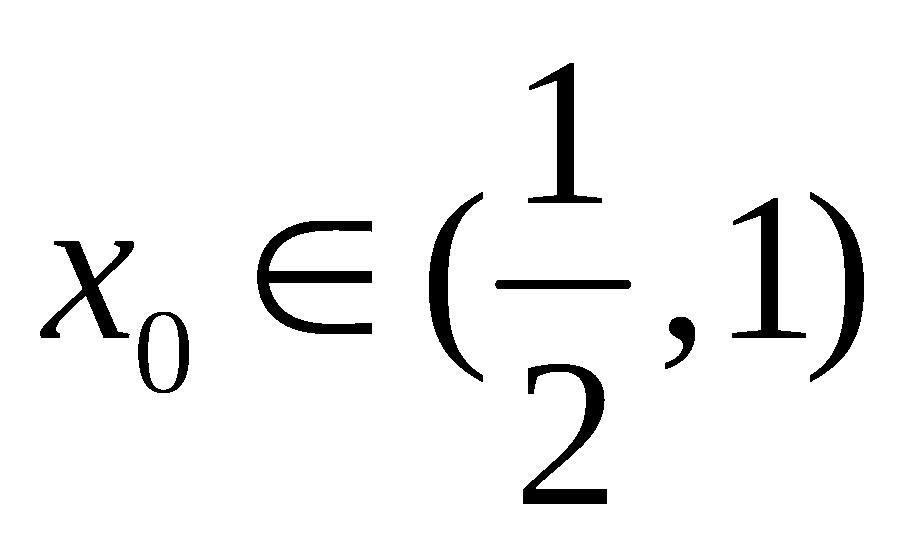 x₀ ∈ (1/2, 1)